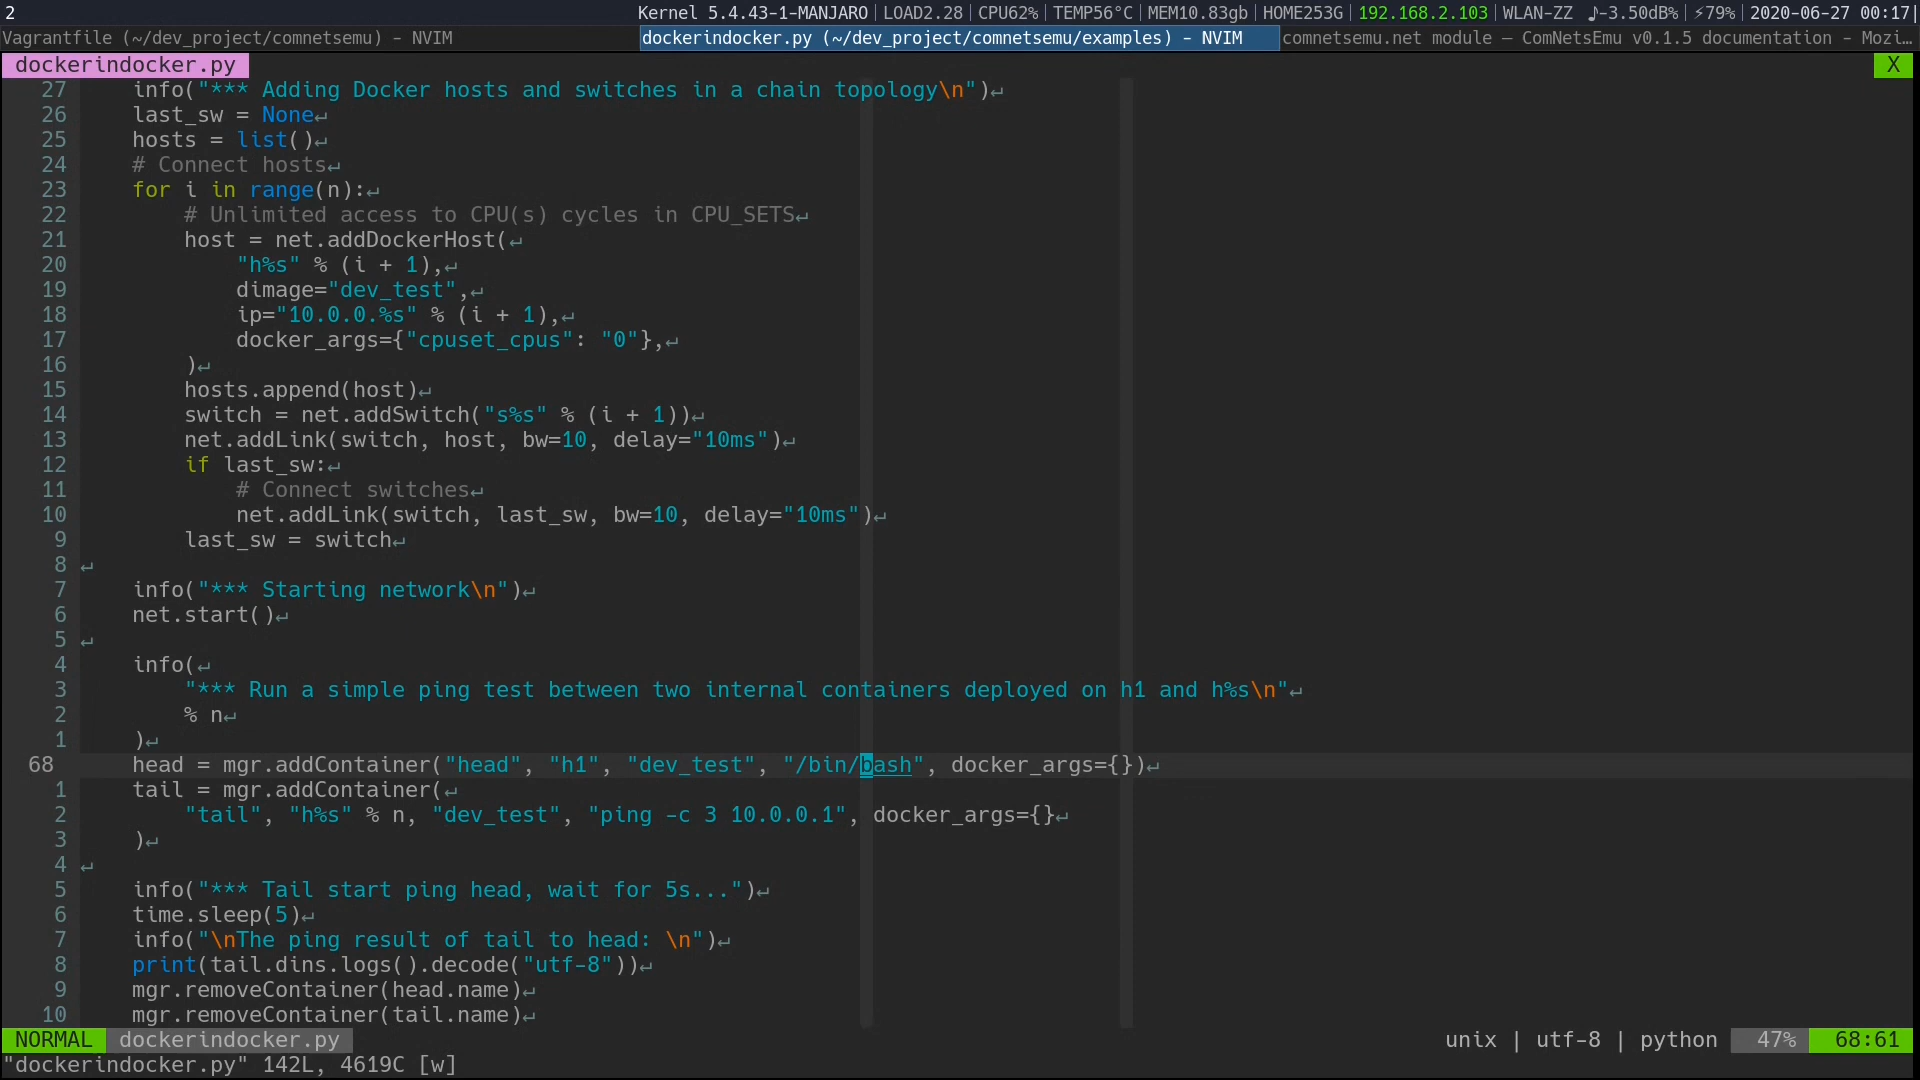 2 Kernel 5.4.43-1-MANJARO│LOAD2.28│CPU62%│TEMP56°C│MEM10.83gb│HOME253G│192.168.2.103│WLAN-ZZ ♪-3.50dB%│⚡79%│2020-06-27 00:17│
Vagrantfile (~/dev_project/comnetsemu) - NVIM dockerindocker.py (~/dev_project/comnetsemu/examples) - NVIM comnetsemu.net module — ComNetsEmu v0.1.5 documentation - Mozi…
dockerindocker.py X
27 info("*** Adding Docker hosts and switches in a chain topology\n")↵
26 last_sw = None↵
25 hosts = list()↵
24 # Connect hosts↵
23 for i in range(n):↵
22 # Unlimited access to CPU(s) cycles in CPU_SETS↵
21 host = net.addDockerHost(↵
20 "h%s" % (i + 1),↵
19 dimage="dev_test",↵
18 ip="10.0.0.%s" % (i + 1),↵
17 docker_args={"cpuset_cpus": "0"},↵
16 )↵
15 hosts.append(host)↵
14 switch = net.addSwitch("s%s" % (i + 1))↵
13 net.addLink(switch, host, bw=10, delay="10ms")↵
12 if last_sw:↵
11 # Connect switches↵
10 net.addLink(switch, last_sw, bw=10, delay="10ms")↵
9 last_sw = switch↵
8 ↵
7 info("*** Starting network\n")↵
6 net.start()↵
5 ↵
4 info(↵
3 "*** Run a simple ping test between two internal containers deployed on h1 and h%s\n"↵
2 % n↵
1 )↵
68 head = mgr.addContainer("head", "h1", "dev_test", "/bin/bash", docker_args={})↵
1 tail = mgr.addContainer(↵
2 "tail", "h%s" % n, "dev_test", "ping -c 3 10.0.0.1", docker_args={}↵
3 )↵
4 ↵
5 info("*** Tail start ping head, wait for 5s...")↵
6 time.sleep(5)↵
7 info("\nThe ping result of tail to head: \n")↵
8 print(tail.dins.logs().decode("utf-8"))↵
9 mgr.removeContainer(head.name)↵
10 mgr.removeContainer(tail.name)↵
NORMAL dockerindocker.py unix | utf-8 | python 47% 68:61
"dockerindocker.py" 142L, 4619C [w]